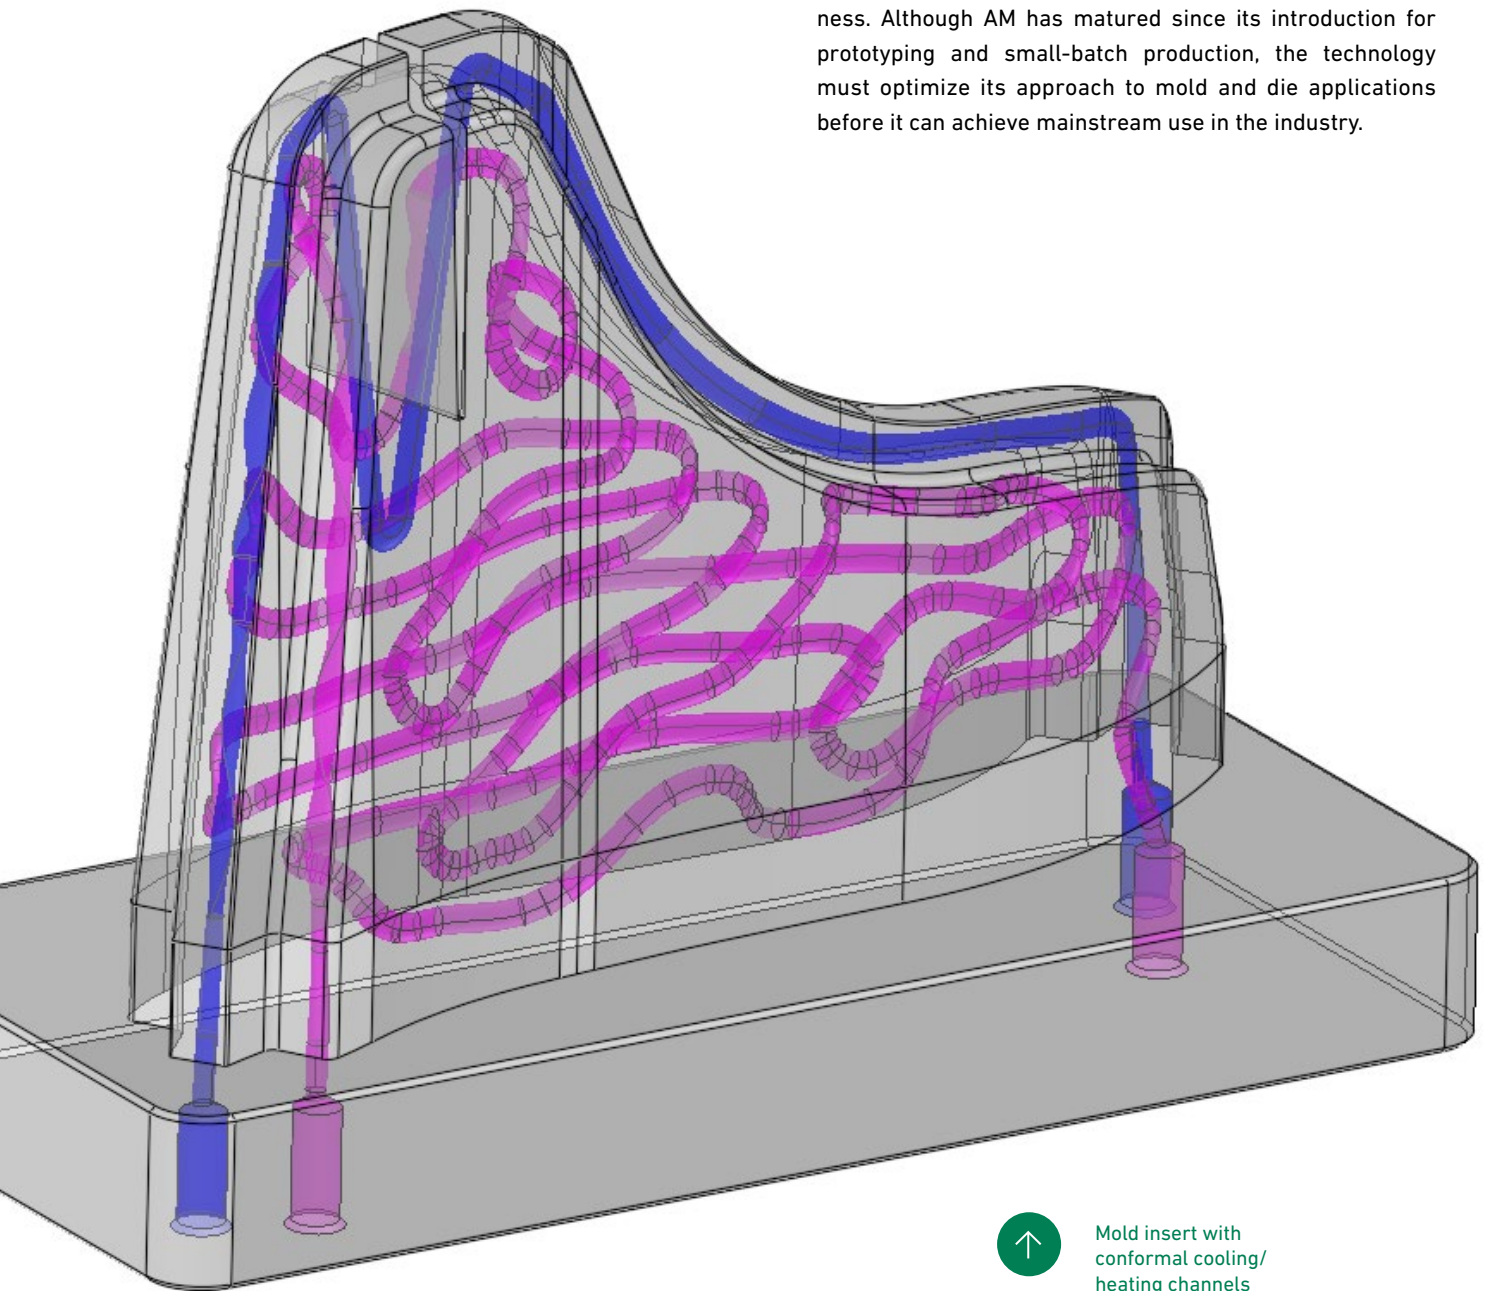 ness. Although AM has matured since its introduction for
prototyping and small-batch production, the technology
must optimize its approach to mold and die applications
before it can achieve mainstream use in the industry.
Mold insert with
conformal cooling/
heating channels